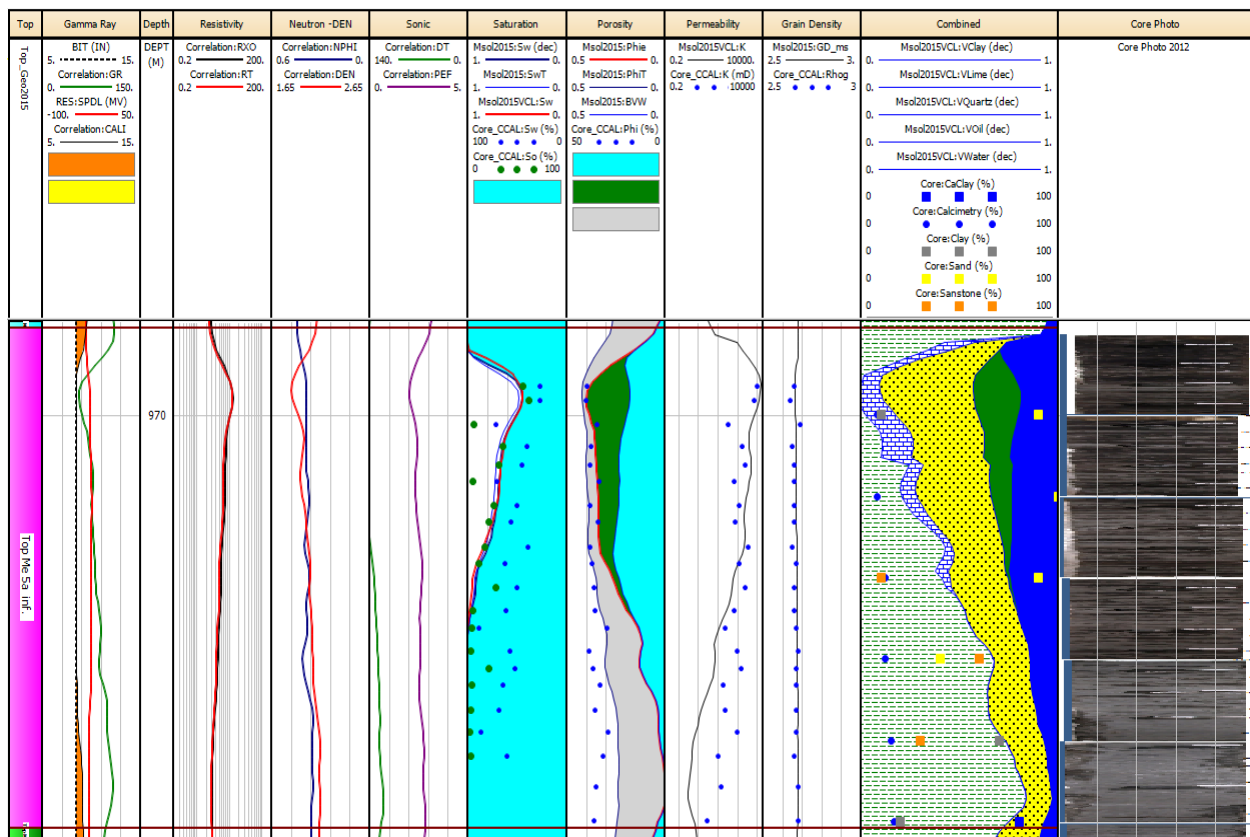 Top
Gamma Ray
Depth
Resistivity
Neutron -DEN
Sonic
Saturation
Porosity
Permeability
Grain Density
Combined
Core Photo
Top_Geo2015
BIT (IN)
5. 15.
Correlation:GR
0. 150.
RES:SPDL (MV)
-100. 50.
Correlation:CALI
5. 15.
DEPT
(M)
Correlation:RXO
0.2 200.
Correlation:RT
0.2 200.
Correlation:NPHI
0.6 0.
Correlation:DEN
1.65 2.65
Correlation:DT
140. 0.
Correlation:PEF
0. 5.
Msol2015:Sw (dec)
1. 0.
Msol2015:SwT
1. 0.
Msol2015VCL:Sw
1. 0.
Core_CCAL:Sw (%)
100 0
Core_CCAL:So (%)
0 100
Msol2015:Phie
0.5 0.
Msol2015:PhiT
0.5 0.
Msol2015:BVW
0.5 0.
Core_CCAL:Phi (%)
50 0
Msol2015VCL:K
0.2 10000.
Core_CCAL:K (mD)
0.2 10000
Msol2015:GD_ms
2.5 3.
Core_CCAL:Rhog
2.5 3
Msol2015VCL:VClay (dec)
0. 1.
Msol2015VCL:VLime (dec)
0. 1.
Msol2015VCL:VQuartz (dec)
0. 1.
Msol2015VCL:VOil (dec)
0. 1.
Msol2015VCL:VWater (dec)
0. 1.
Core:CaClay (%)
0 100
Core:Calcimetry (%)
0 100
Core:Clay (%)
0 100
Core:Sand (%)
0 100
Core:Sanstone (%)
0 100
Core Photo 2012
970
Top Me 5a inf.